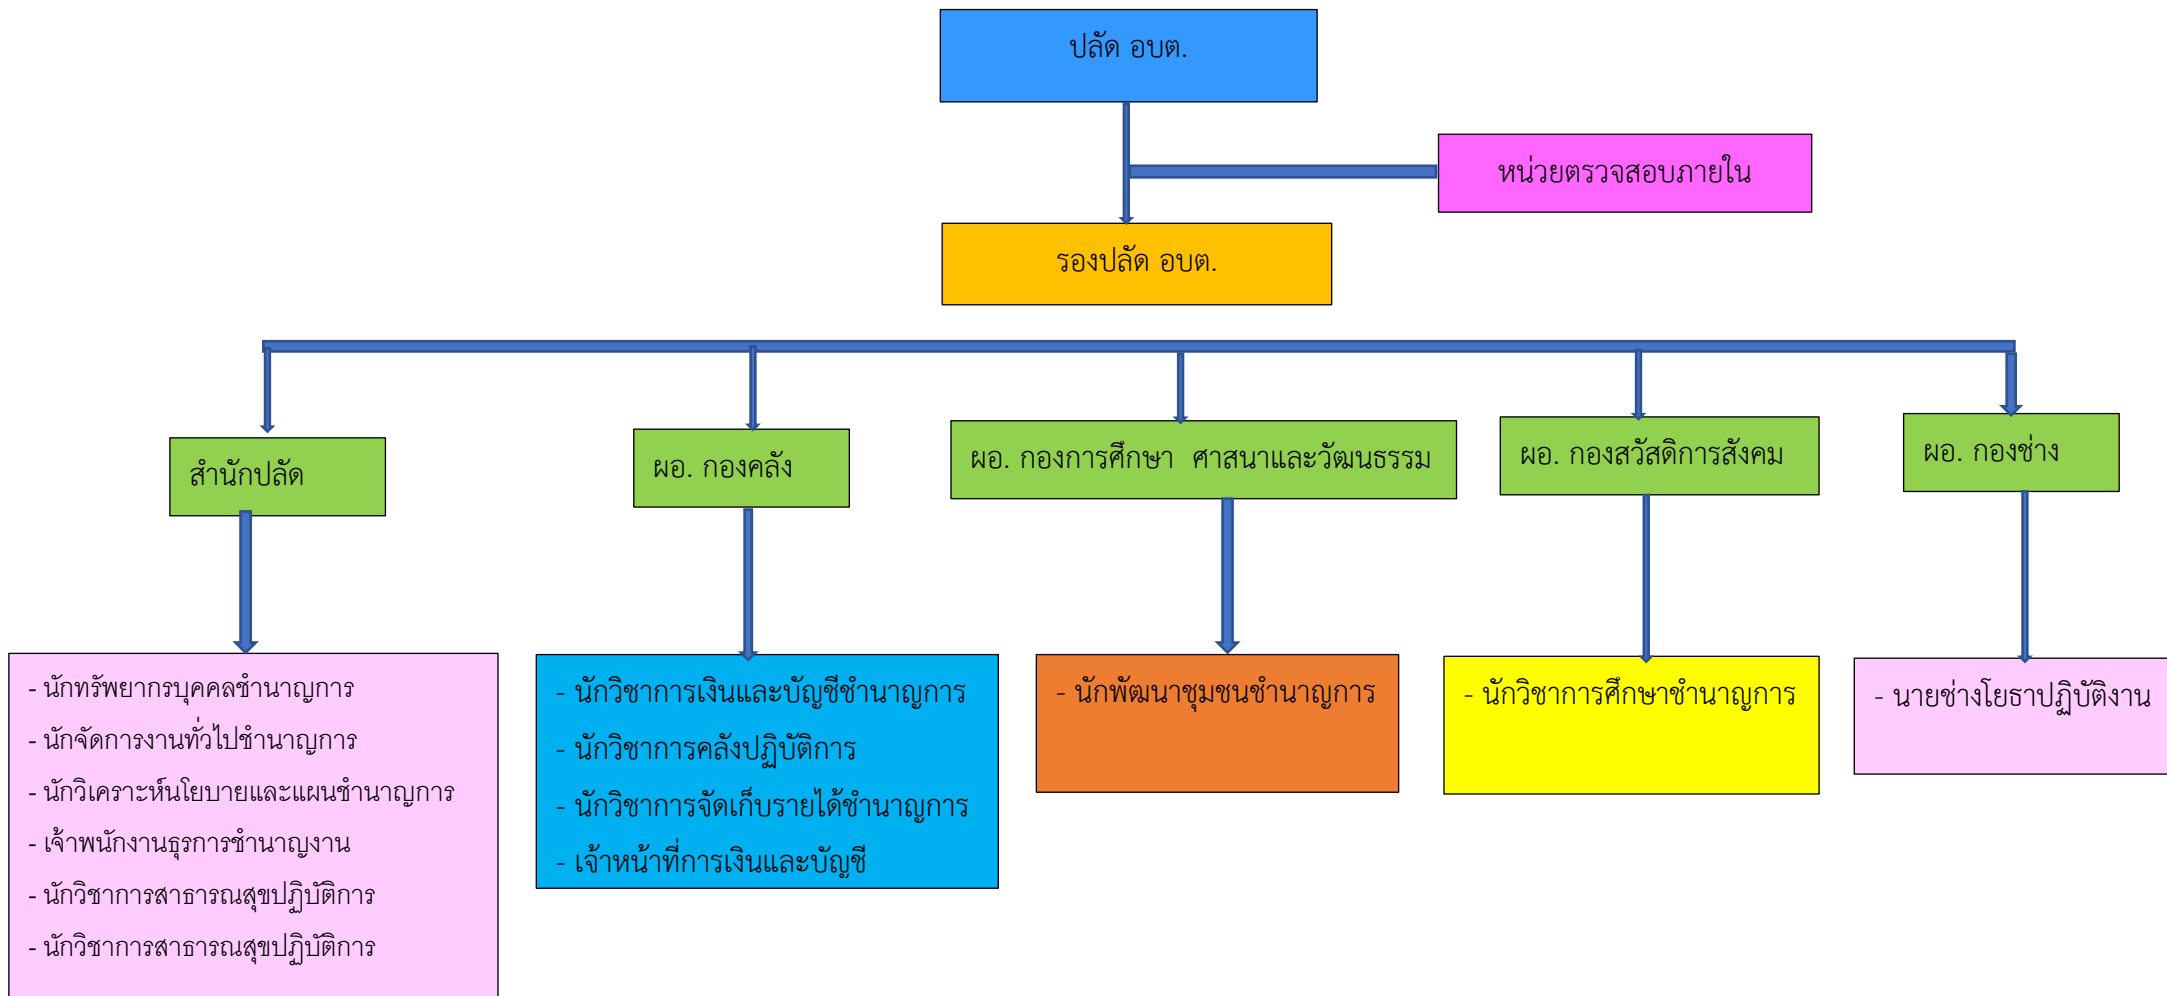 ปลัด อบต.
หน่วยตรวจสอบภายใน
รองปลัด อบต.
สำนักปลัด
ผอ. กองคลัง
ผอ. กองการศึกษา ศาสนาและวัฒนธรรม
ผอ. กองสวัสดิการสังคม
ผอ. กองช่าง
- นักทรัพยากรบุคคลชำนาญการ
- นักจัดการงานทั่วไปชำนาญการ
- นักวิเคราะห์นโยบายและแผนชำนาญการ
- เจ้าพนักงานธุรการชำนาญงาน
- นักวิชาการสาธารณสุขปฏิบัติการ
- นักวิชาการสาธารณสุขปฏิบัติการ
- นักวิชาการเงินและบัญชีชำนาญการ
- นักวิชาการคลังปฏิบัติการ
- นักวิชาการจัดเก็บรายได้ชำนาญการ
- เจ้าหน้าที่การเงินและบัญชี
- นักพัฒนาชุมชนชำนาญการ
- นักวิชาการศึกษาชำนาญการ
- นายช่างโยธาปฏิบัติงาน